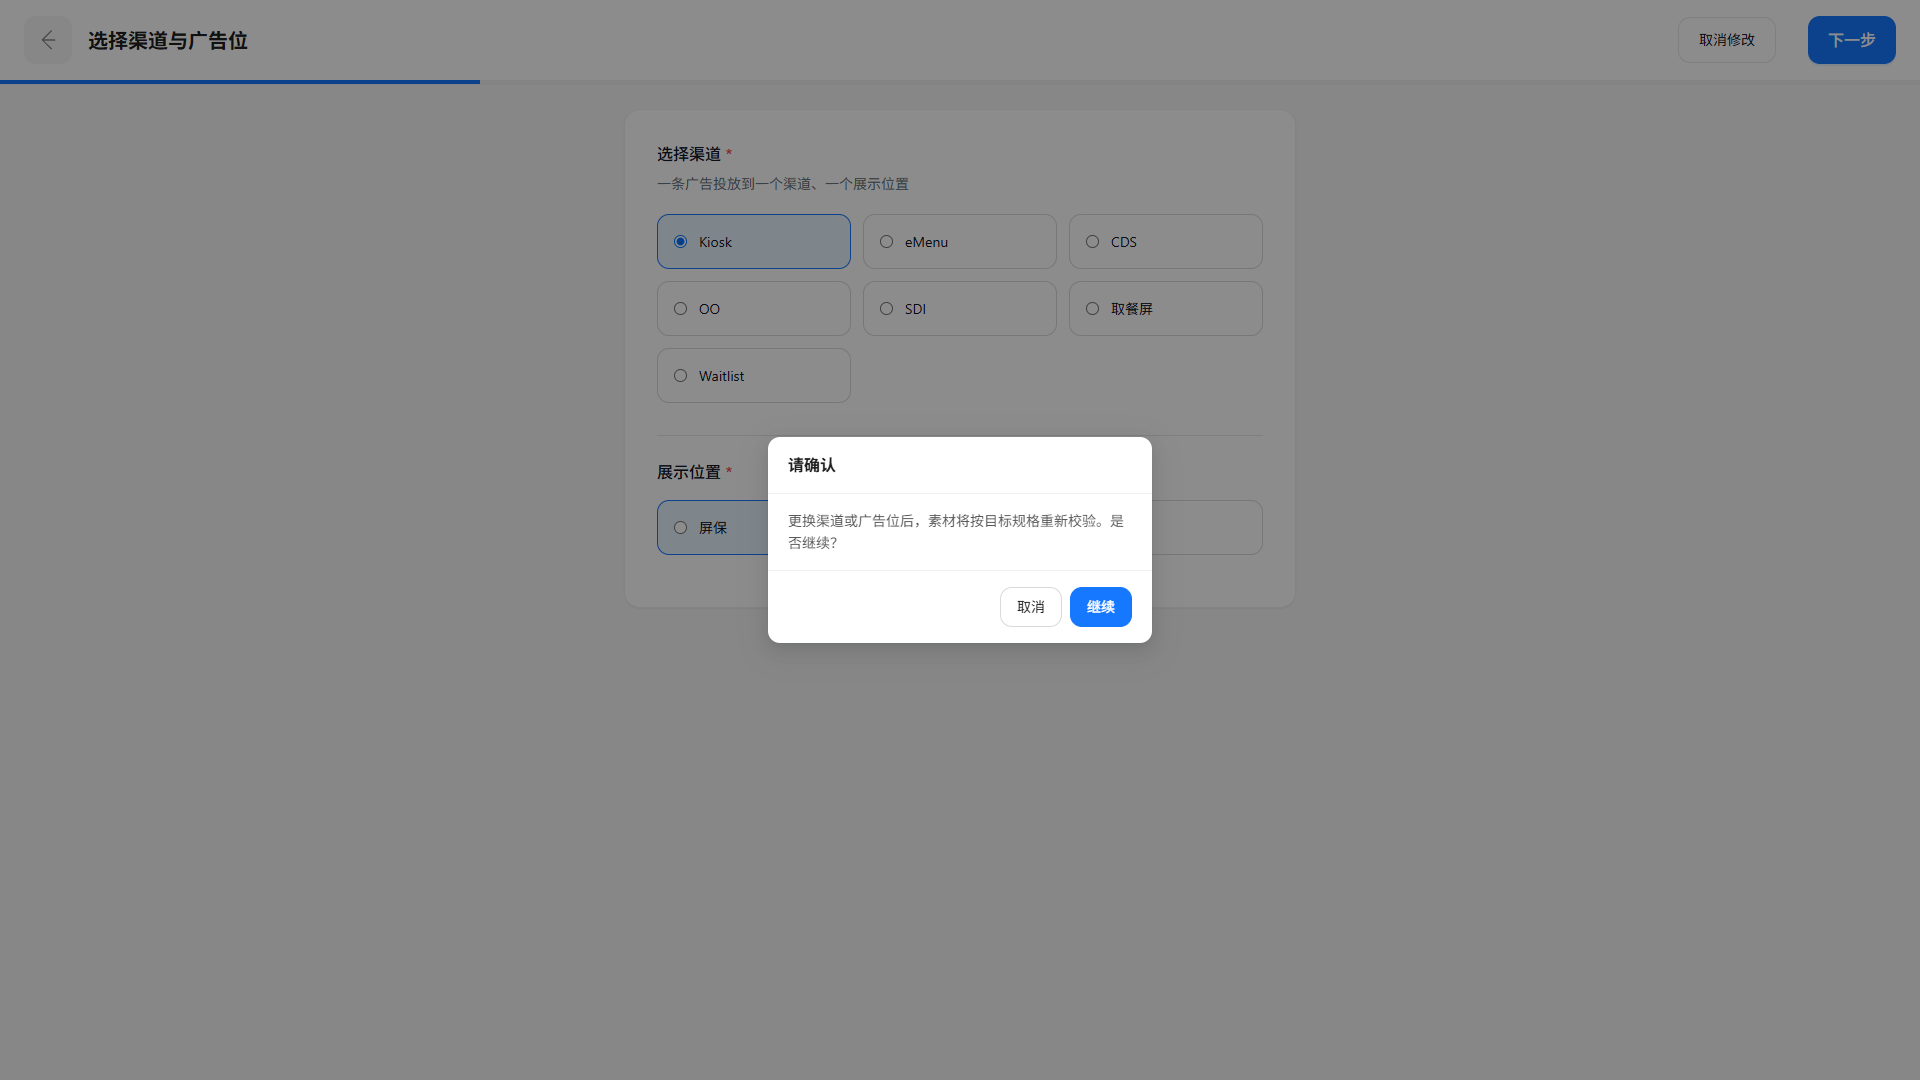 选择渠道与广告位
取消修改
下一步
选择渠道 *
一条广告投放到一个渠道、一个展示位置
Kiosk
eMenu
CDS
OO
SDI
取餐屏
Waitlist
展示位置 *
屏保
请确认
更换渠道或广告位后，素材将按目标规格重新校验。是
否继续？
取消
继续